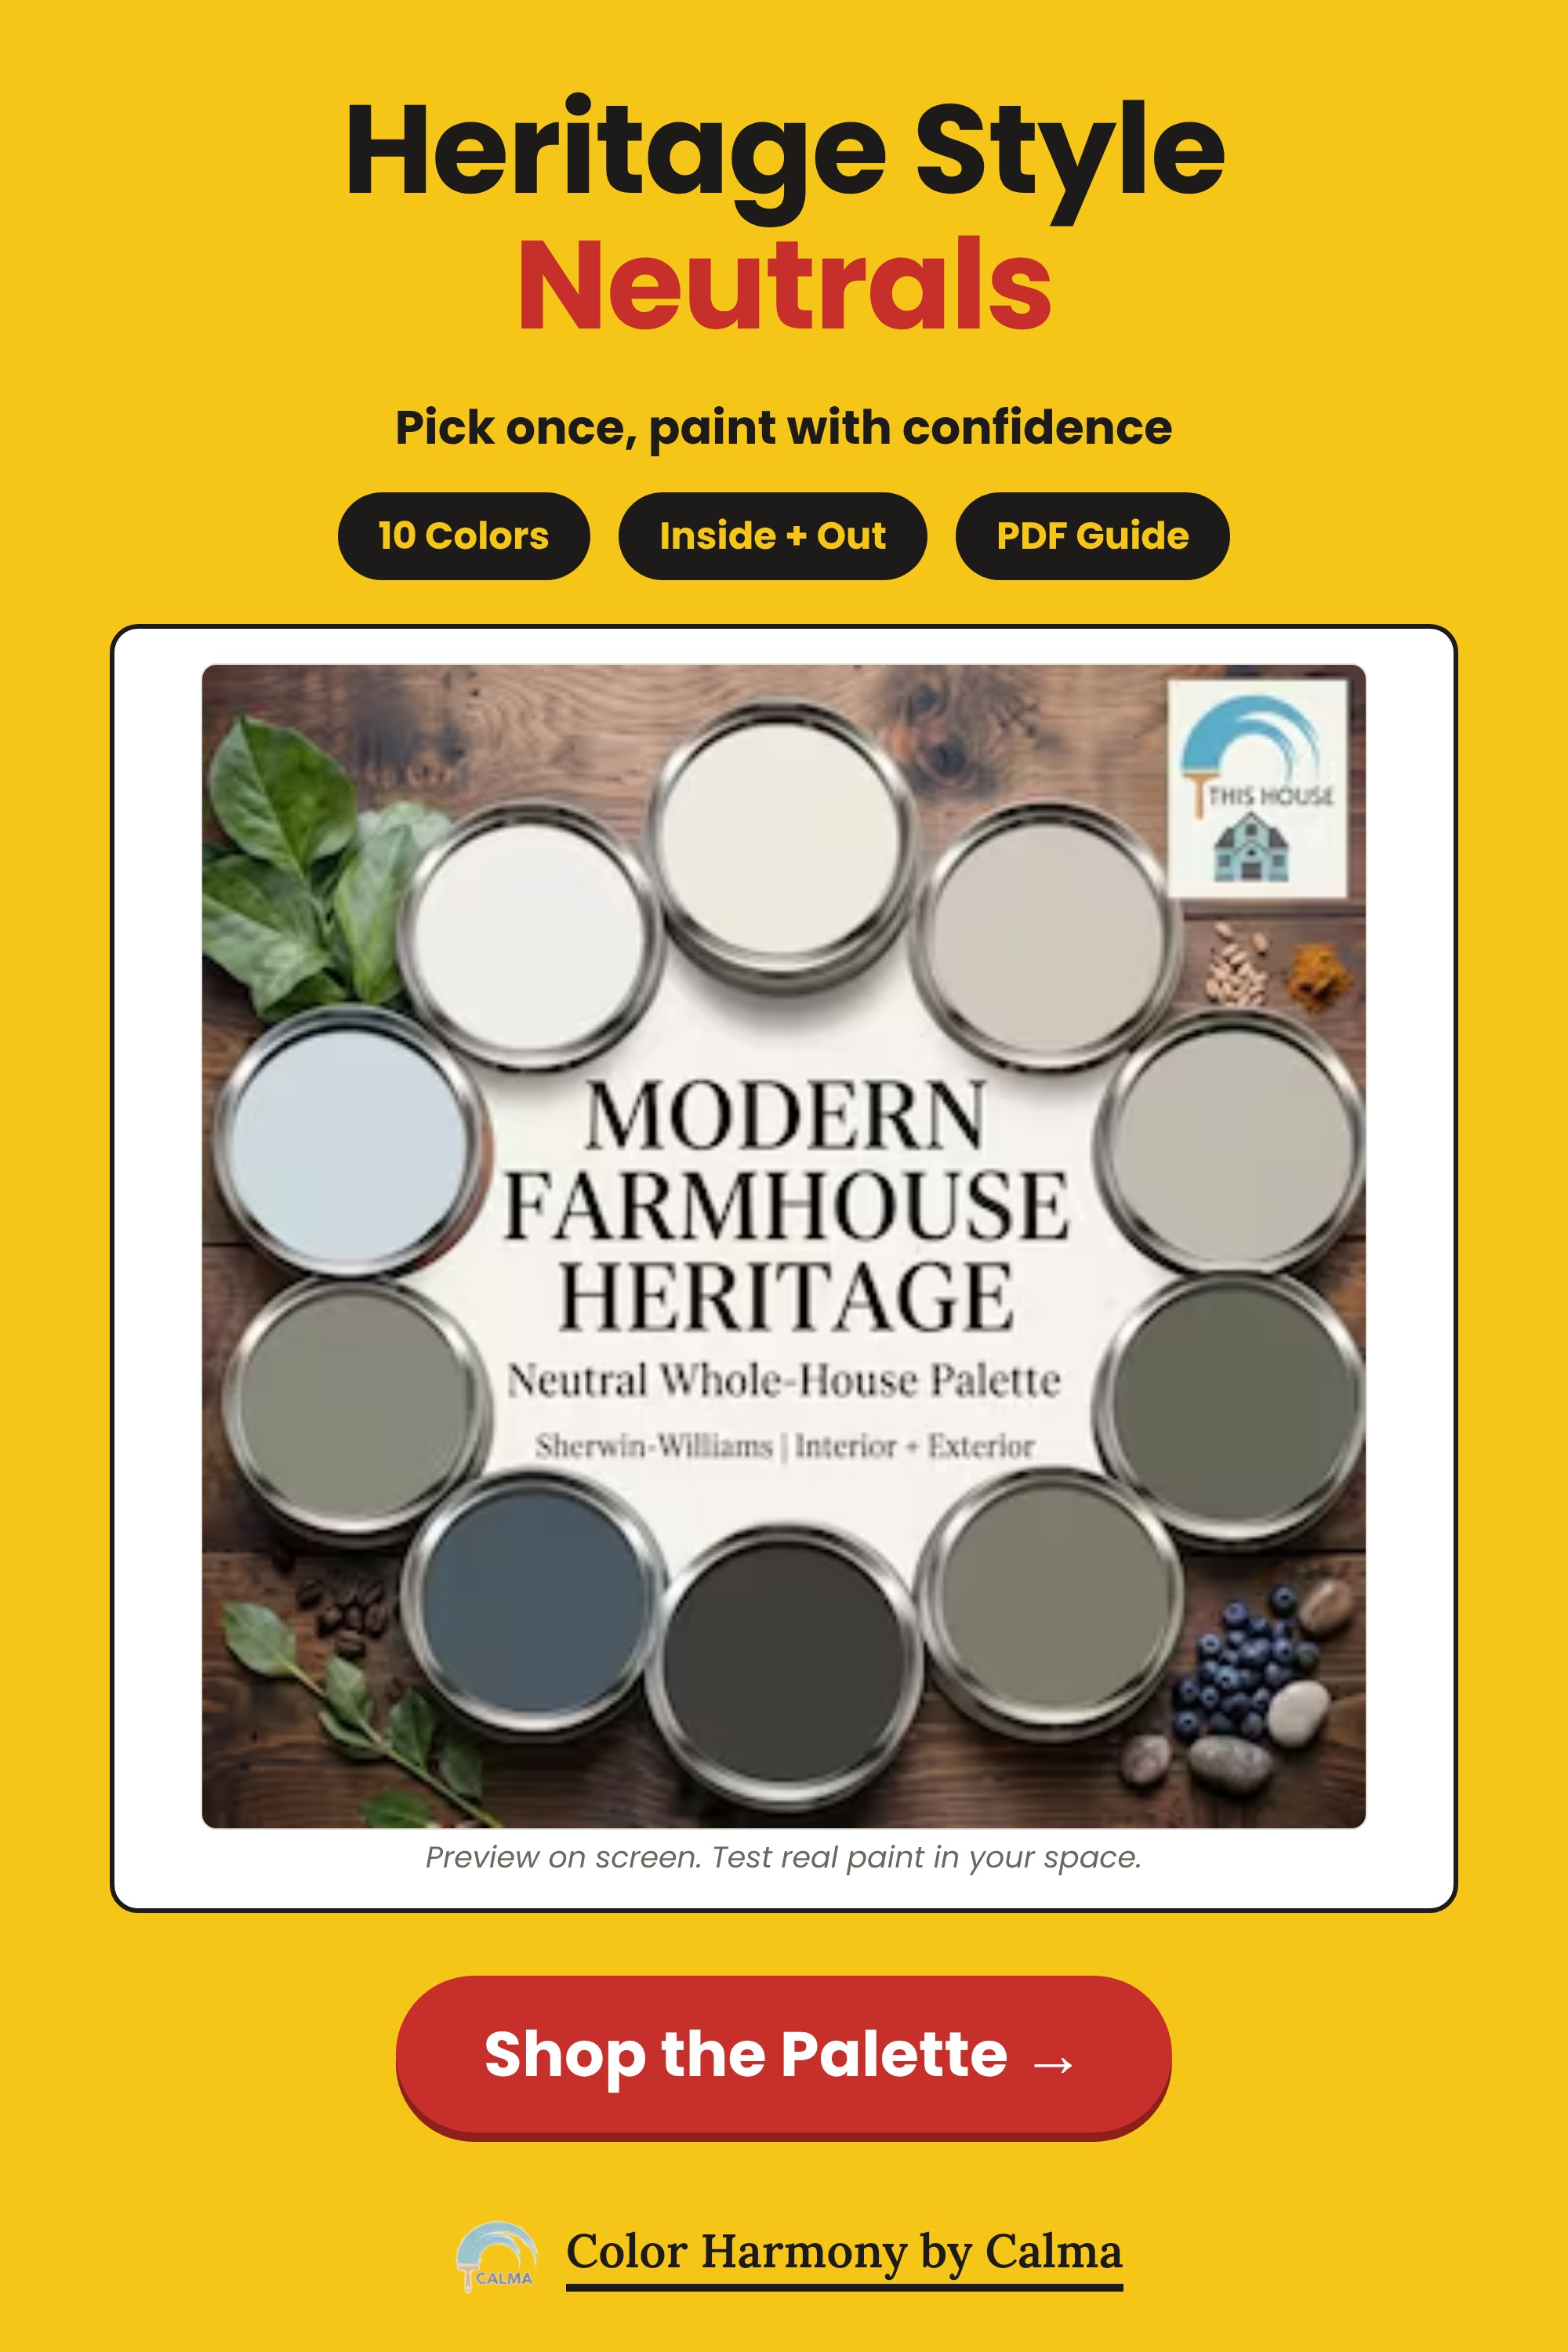 Heritage Style
Neutrals
Pick once, paint with confidence
10 Colors
Inside + Out
PDF Guide
THIS HOUSE
MODERN
FARMHOUSE
HERITAGE
Neutral Whole-House Palette
Sherwin-Williams | Interior + Exterior
Preview on screen. Test real paint in your space.
Shop the Palette →
CALMA
Color Harmony by Calma